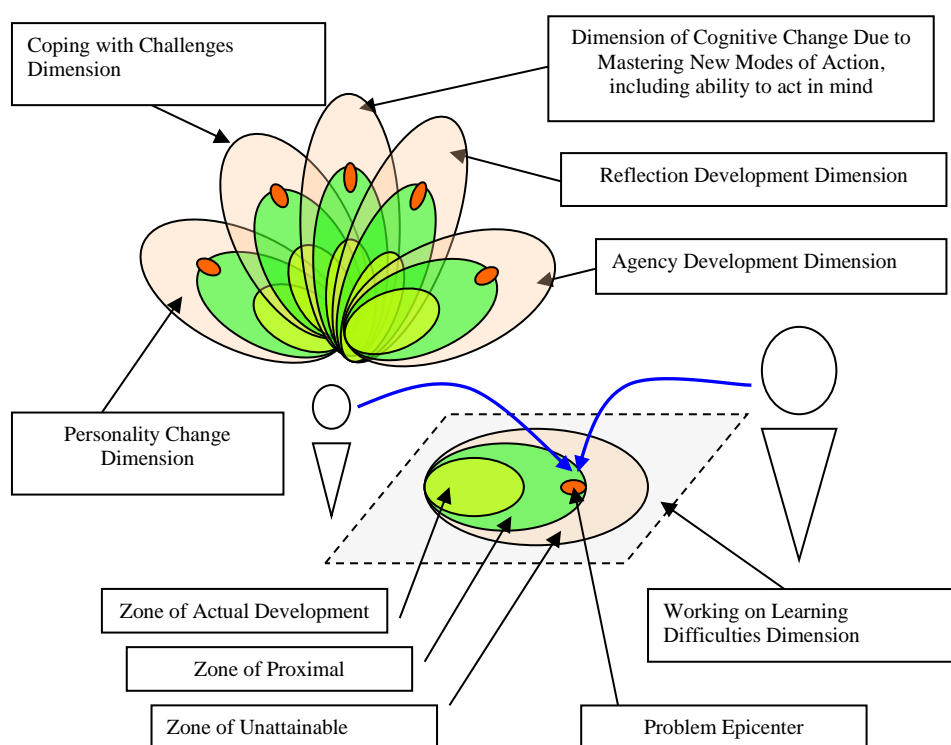 Coping with Challenges
Dimension
Dimension of Cognitive Change Due to
Mastering New Modes of Action,
including ability to act in mind
Reflection Development Dimension
Agency Development Dimension
Personality Change
Dimension
Zone of Actual Development
Zone of Proximal
Zone of Unattainable
Working on Learning
Difficulties Dimension
Problem Epicenter